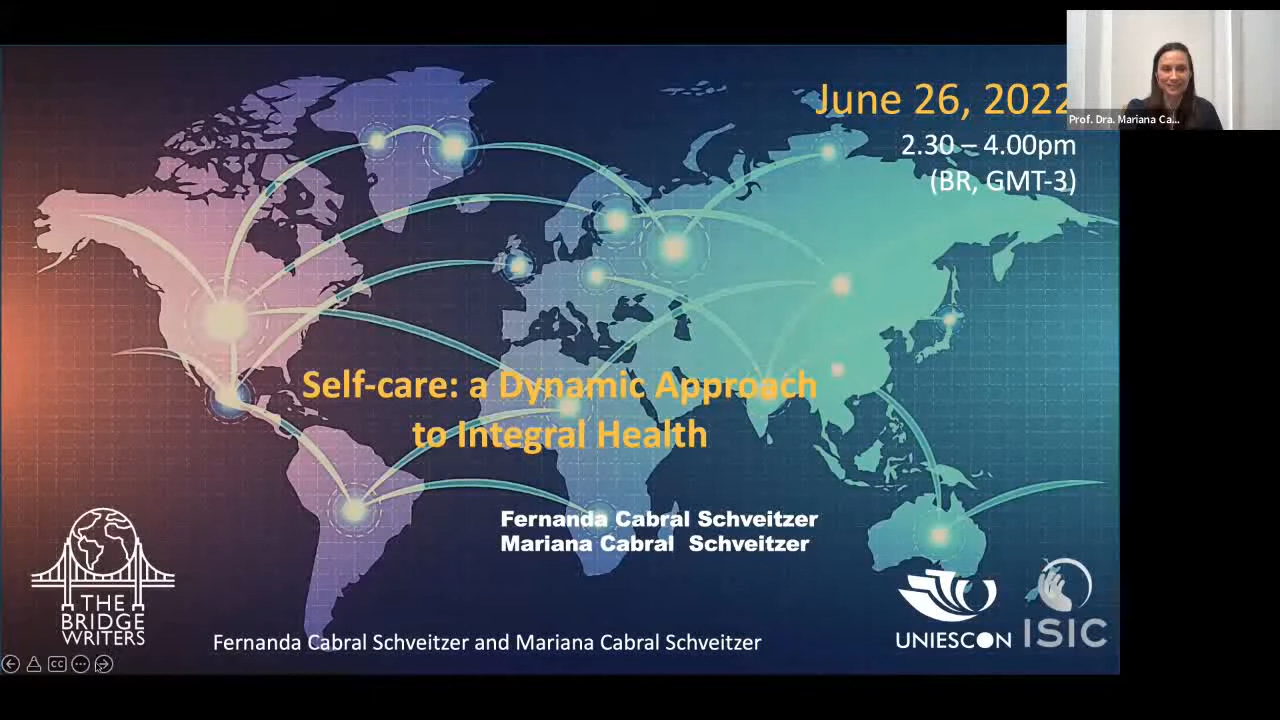 June 26, 2022
Prof. Dra. Mariana Ca...
2.30 – 4.00pm
(BR, GMT-3)
Self-care: a Dynamic Approach
to Integral Health
Fernanda Cabral Schveitzer
Mariana Cabral Schveitzer
THE
BRIDGE
WRITERS
Fernanda Cabral Schveitzer and Mariana Cabral Schveitzer
UNIESCON
ISIC
CC